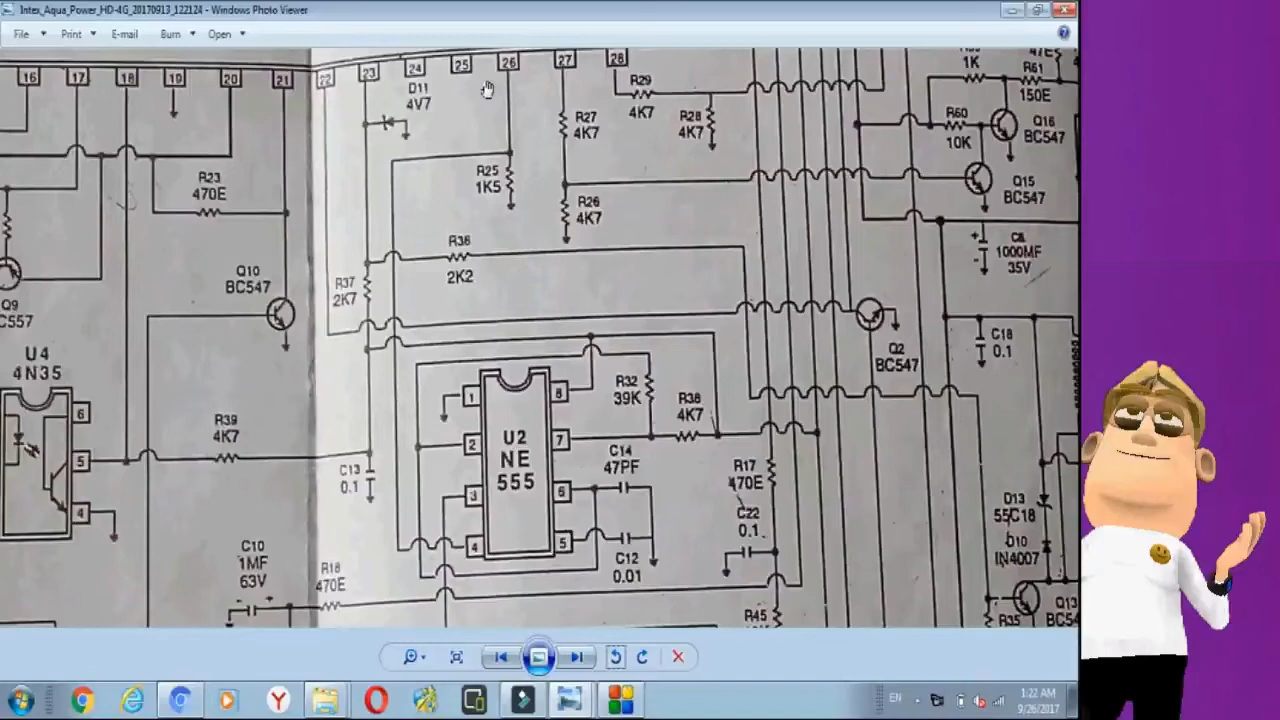 Intex_Aqua_Power_HD-4G_20170913_122124 - Windows Photo Viewer
File Print E-mail Burn Open
16 17 18 19 20 21 22 23 24 25 26 27 28
D11
4V7
R29
4K7
R28
4K7
R27
4K7
1K
R61
150E
R60
10K
Q16
BC547
Q15
BC547
R23
470E
R25
1K5
R26
4K7
C8
1000MF
35V
R36
2K2
R37
2K7
Q10
BC547
Q9
C557
U4
4N35
6
5
4
R39
4K7
Q2
BC547
C18
0.1
1
2
3
4
U2
NE
555
8
7
6
5
R32
39K
R38
4K7
C14
47PF
C12
0.01
C13
0.1
R17
470E
C22
0.1
D13
D10
IN4007
C10
1MF
63V
R18
470E
R45
R35
Q13
EN
1:22 AM
9/26/2017